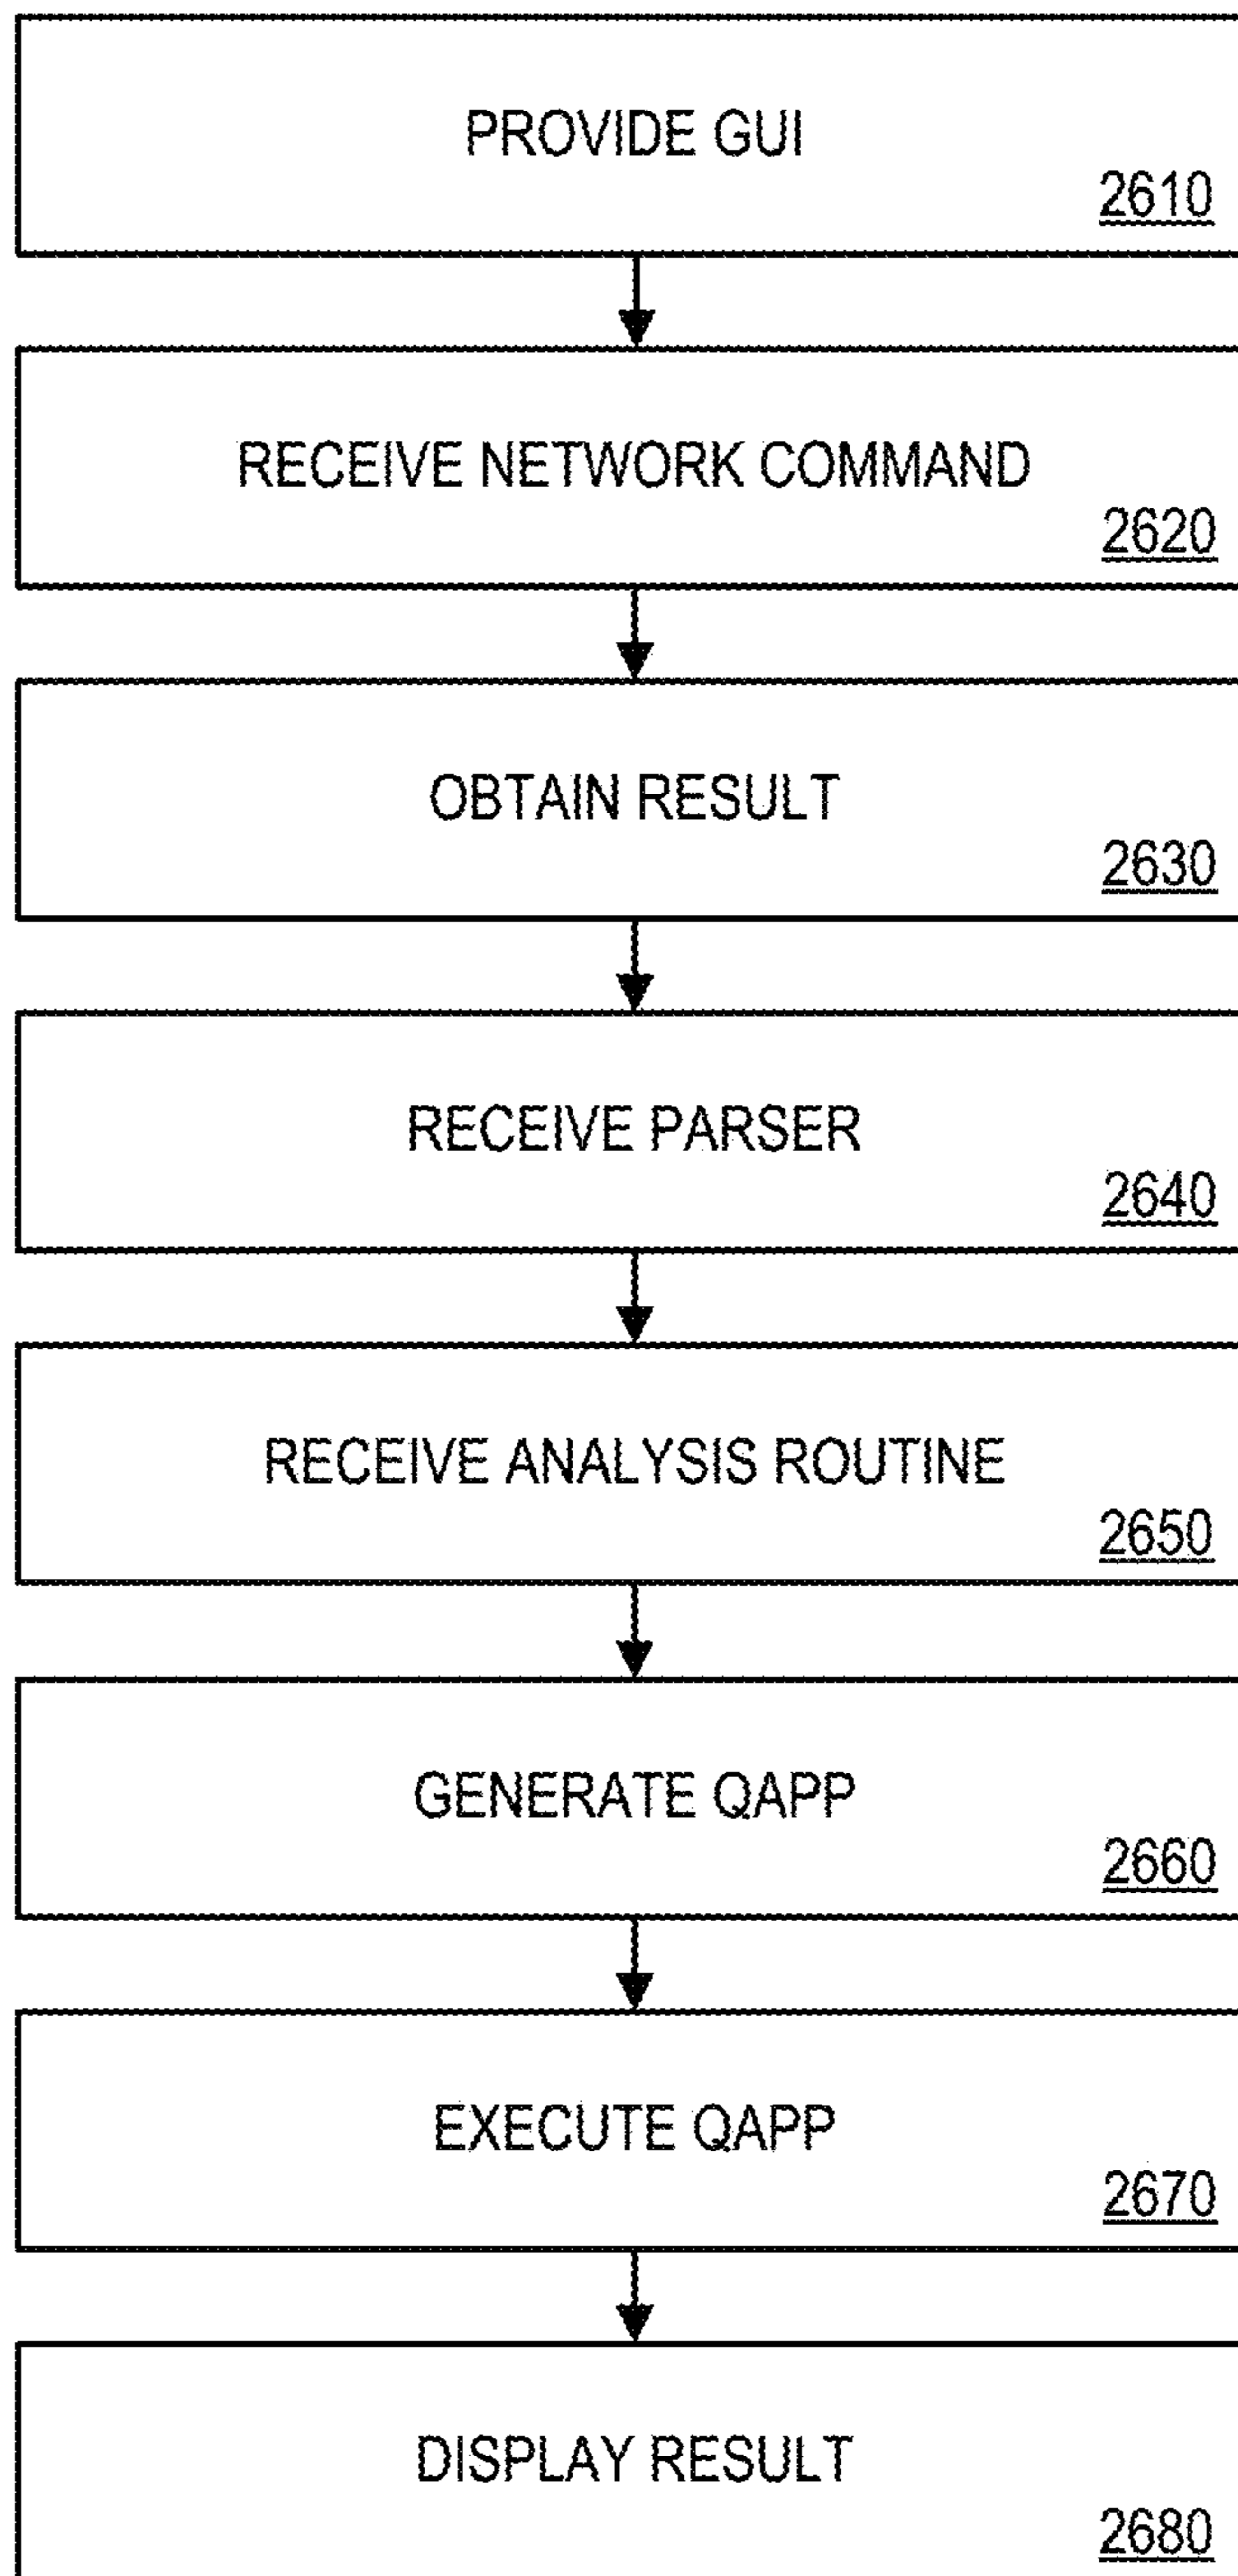 PROVIDE GUI
2610
RECEIVE NETWORK COMMAND
2620
OBTAIN RESULT
2630
RECEIVE PARSER
2640
RECEIVE ANALYSIS ROUTINE
2650
GENERATE QAPP
2660
EXECUTE QAPP
2670
DISPLAY RESULT
2680